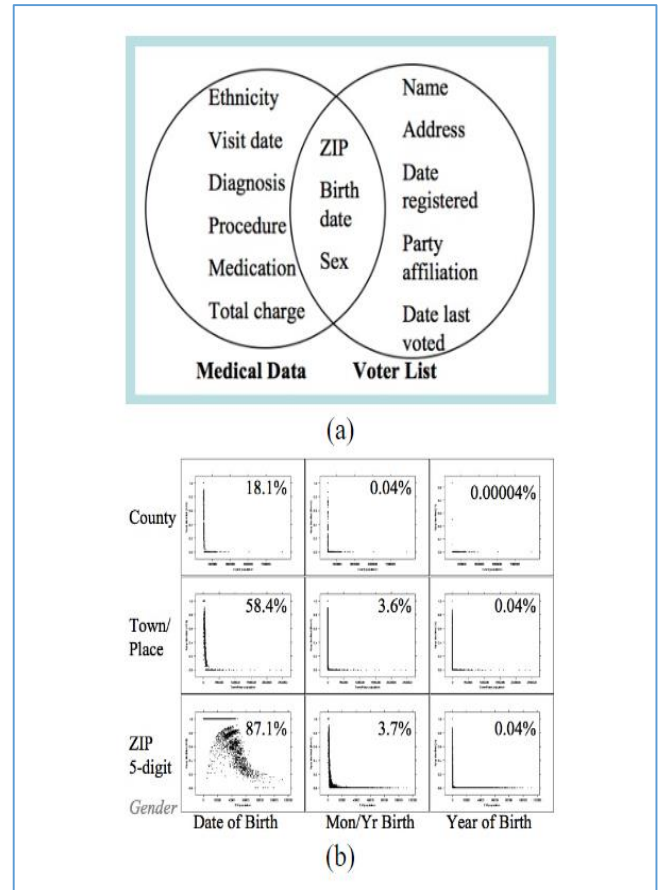 Ethnicity
Visit date
Diagnosis
Procedure
Medication
Total charge
ZIP
Birth
date
Sex
Name
Address
Date
registered
Party
affiliation
Date last
voted
Medical Data
Voter List
(a)
County
18.1%
0.04%
0.00004%
Town/
Place
58.4%
3.6%
0.04%
ZIP
5-digit
87.1%
3.7%
0.04%
Gender
Date of Birth
Mon/Yr Birth
Year of Birth
(b)